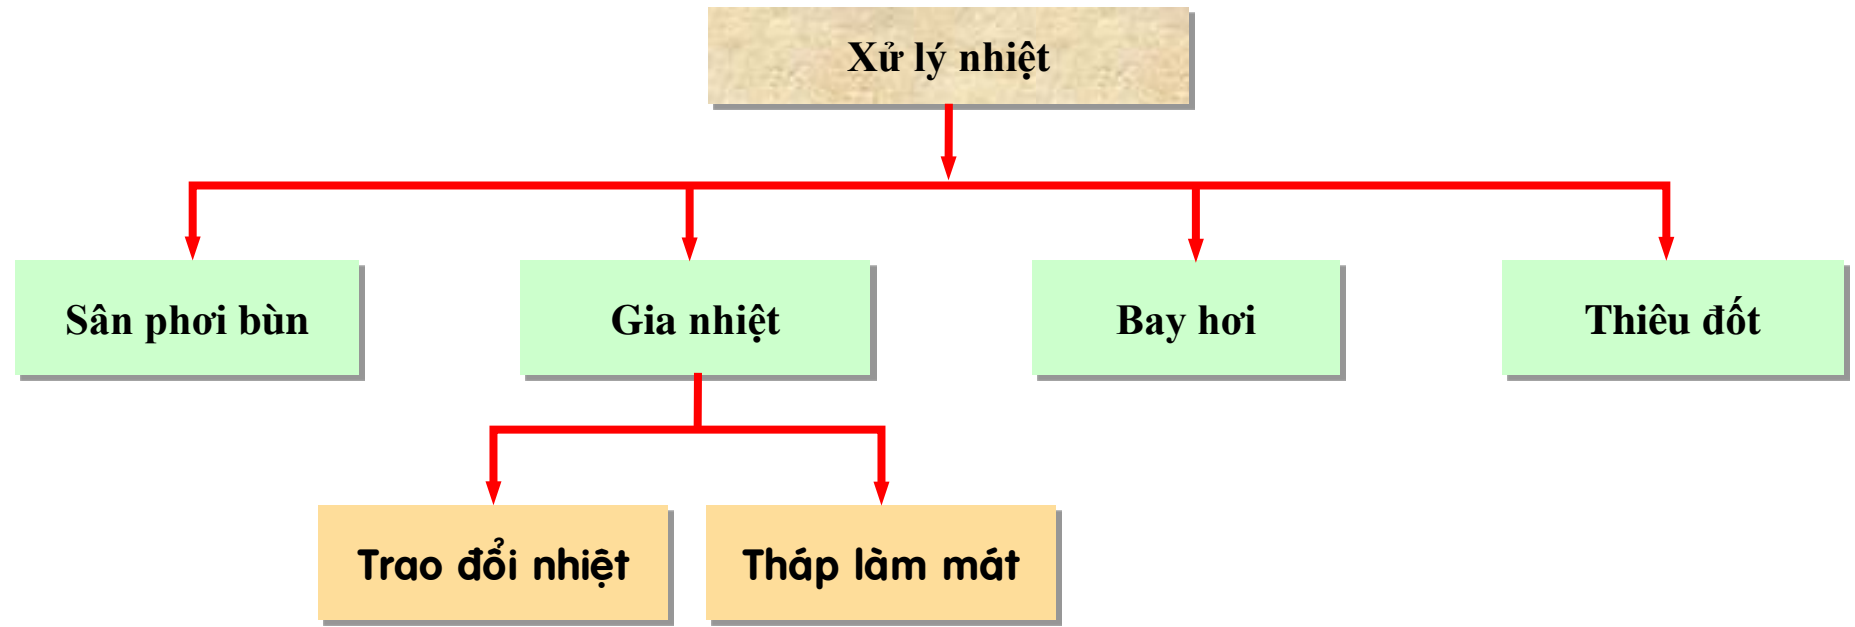 Xử lý nhiệt
Sân phơi bùn
Gia nhiệt
Bay hơi
Thiêu đốt
Trao đổi nhiệt
Tháp làm mát